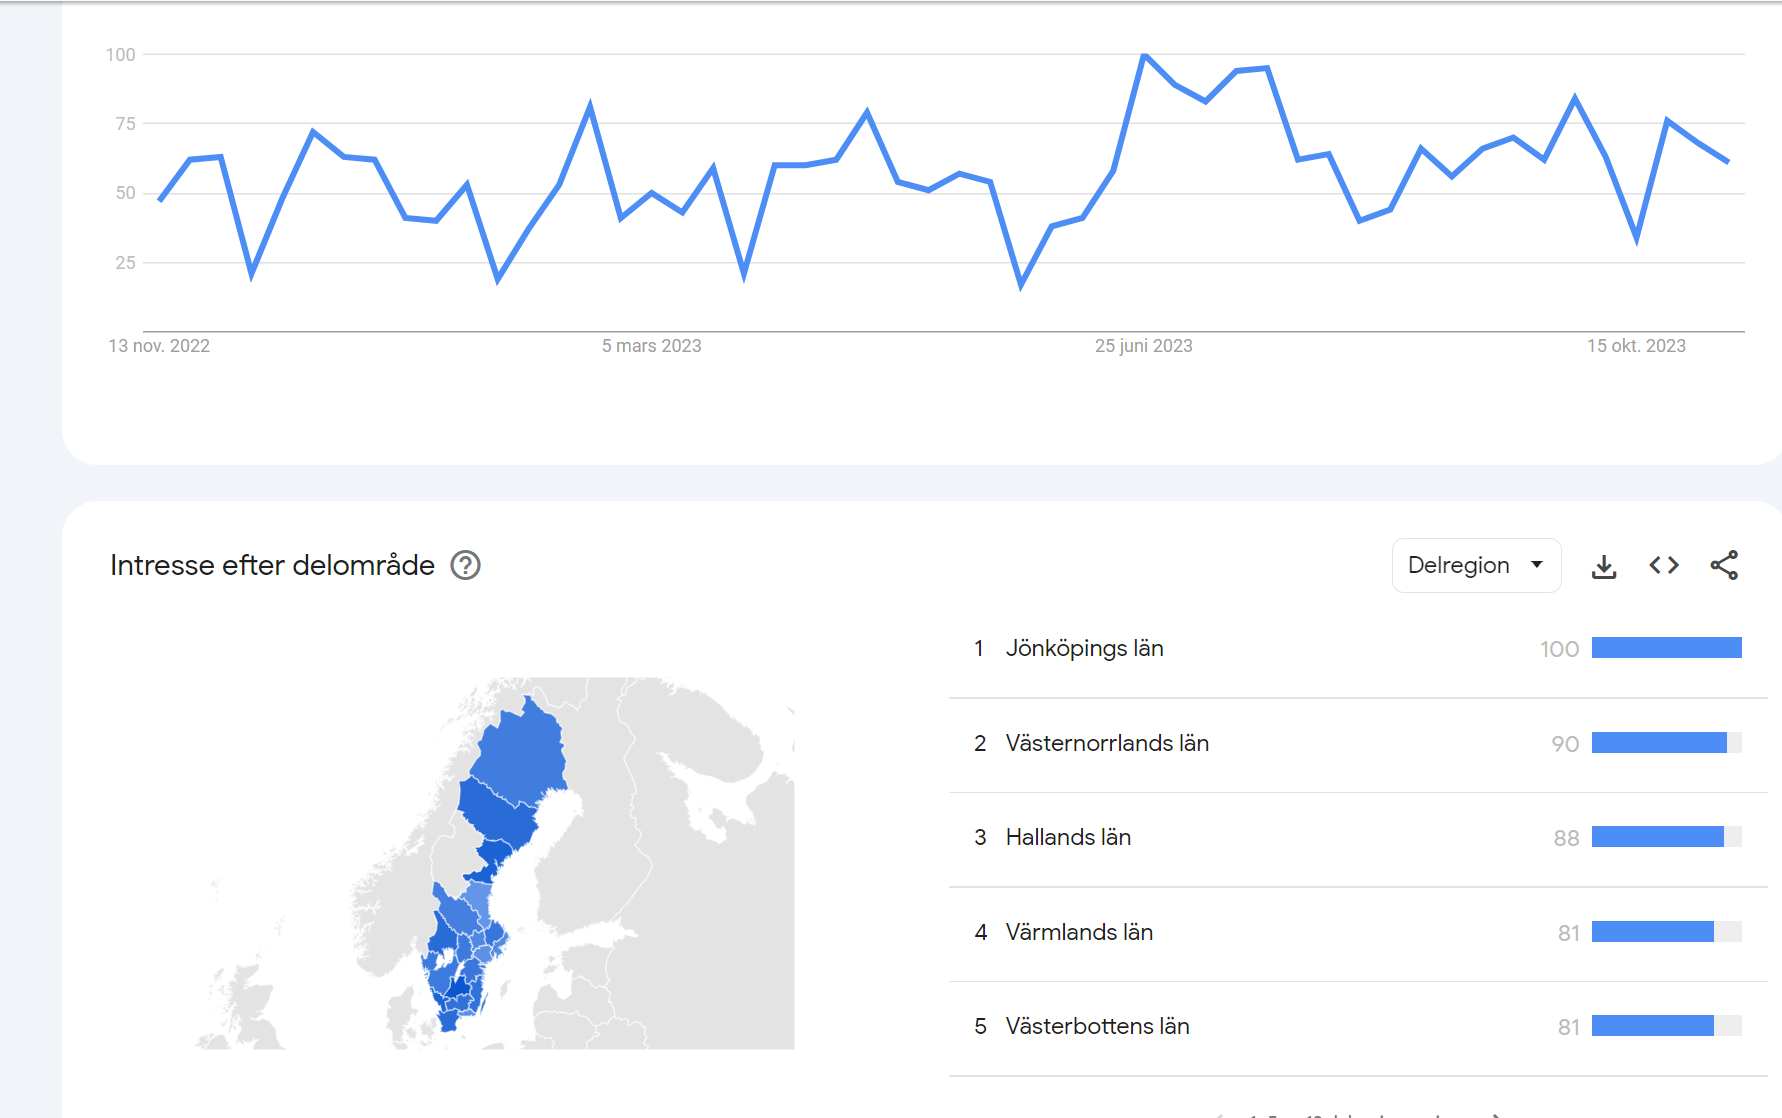 100
75
50
25
13 nov. 2022
5 mars 2023
25 juni 2023
15 okt. 2023
Intresse efter delområde ?
Delregion
1 Jönköpings län 100
2 Västernorrlands län 90
3 Hallands län 88
4 Värmlands län 81
5 Västerbottens län 81